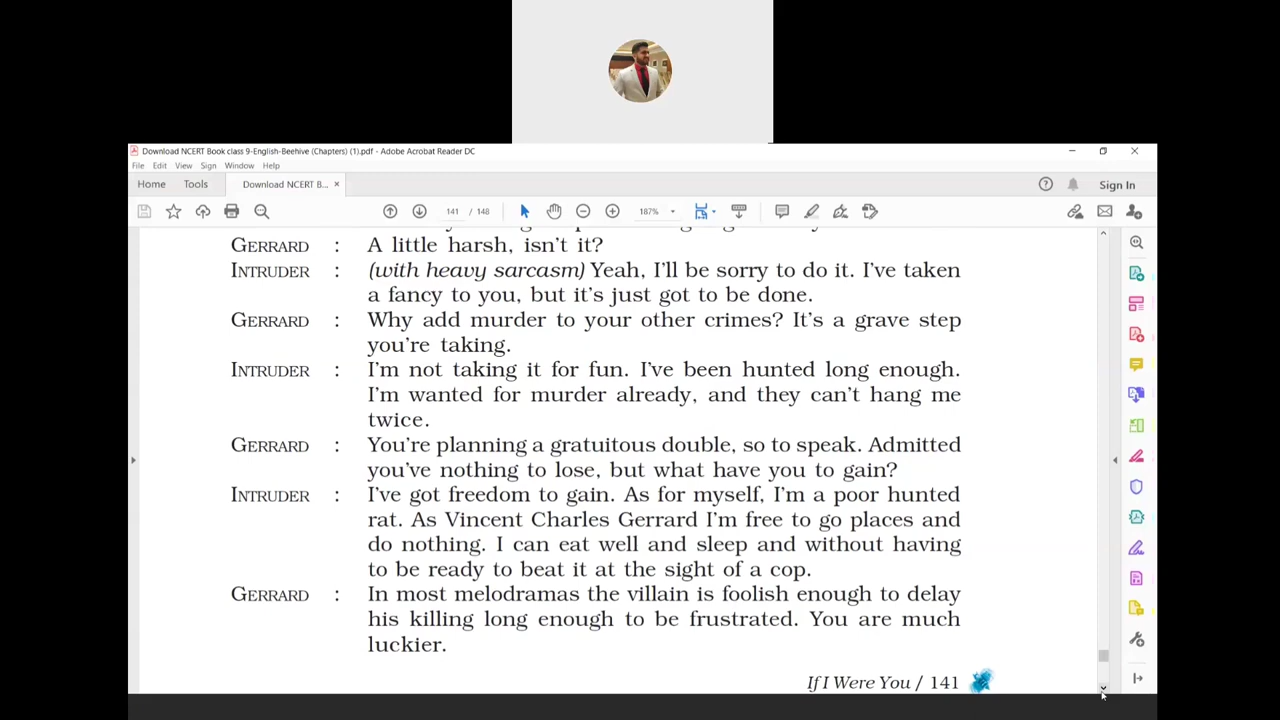 Download NCERT Book class 9-English-Beehive (Chapters) (1).pdf - Adobe Acrobat Reader DC
File Edit View Sign Window Help
Home Tools Download NCERT B... × Sign In
141 / 148 187%
GERRARD : A little harsh, isn't it?
INTRUDER : (with heavy sarcasm) Yeah, I'll be sorry to do it. I've taken
a fancy to you, but it's just got to be done.
GERRARD : Why add murder to your other crimes? It's a grave step
you're taking.
INTRUDER : I'm not taking it for fun. I've been hunted long enough.
I'm wanted for murder already, and they can't hang me
twice.
GERRARD : You're planning a gratuitous double, so to speak. Admitted
you've nothing to lose, but what have you to gain?
INTRUDER : I've got freedom to gain. As for myself, I'm a poor hunted
rat. As Vincent Charles Gerrard I'm free to go places and
do nothing. I can eat well and sleep and without having
to be ready to beat it at the sight of a cop.
GERRARD : In most melodramas the villain is foolish enough to delay
his killing long enough to be frustrated. You are much
luckier.
If I Were You / 141